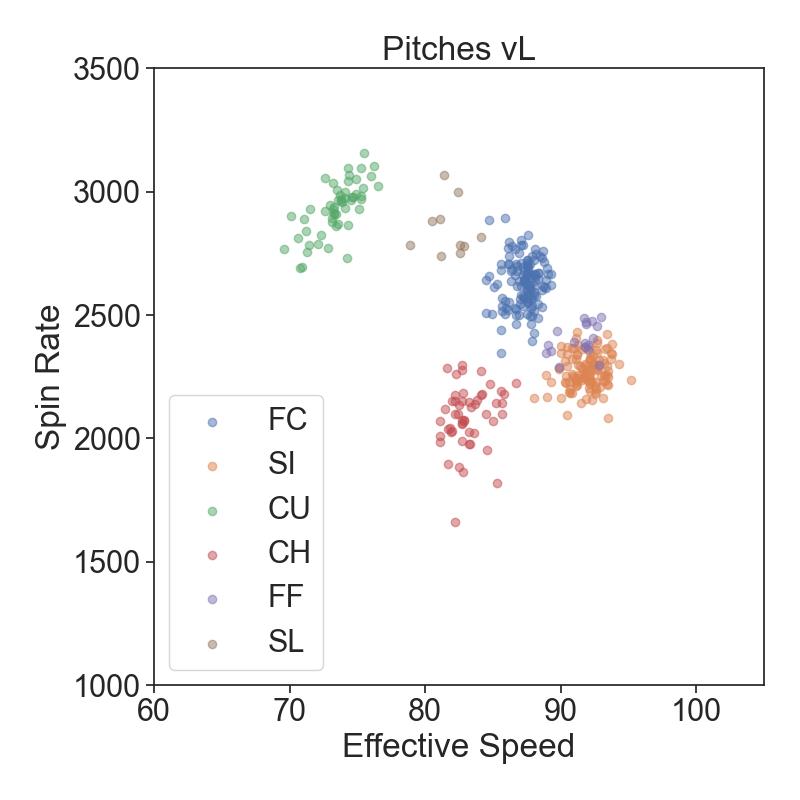 Pitches vL
3500
3000
2500
2000
1500
1000
Spin Rate
FC
SI
CU
CH
FF
SL
60 70 80 90 100
Effective Speed